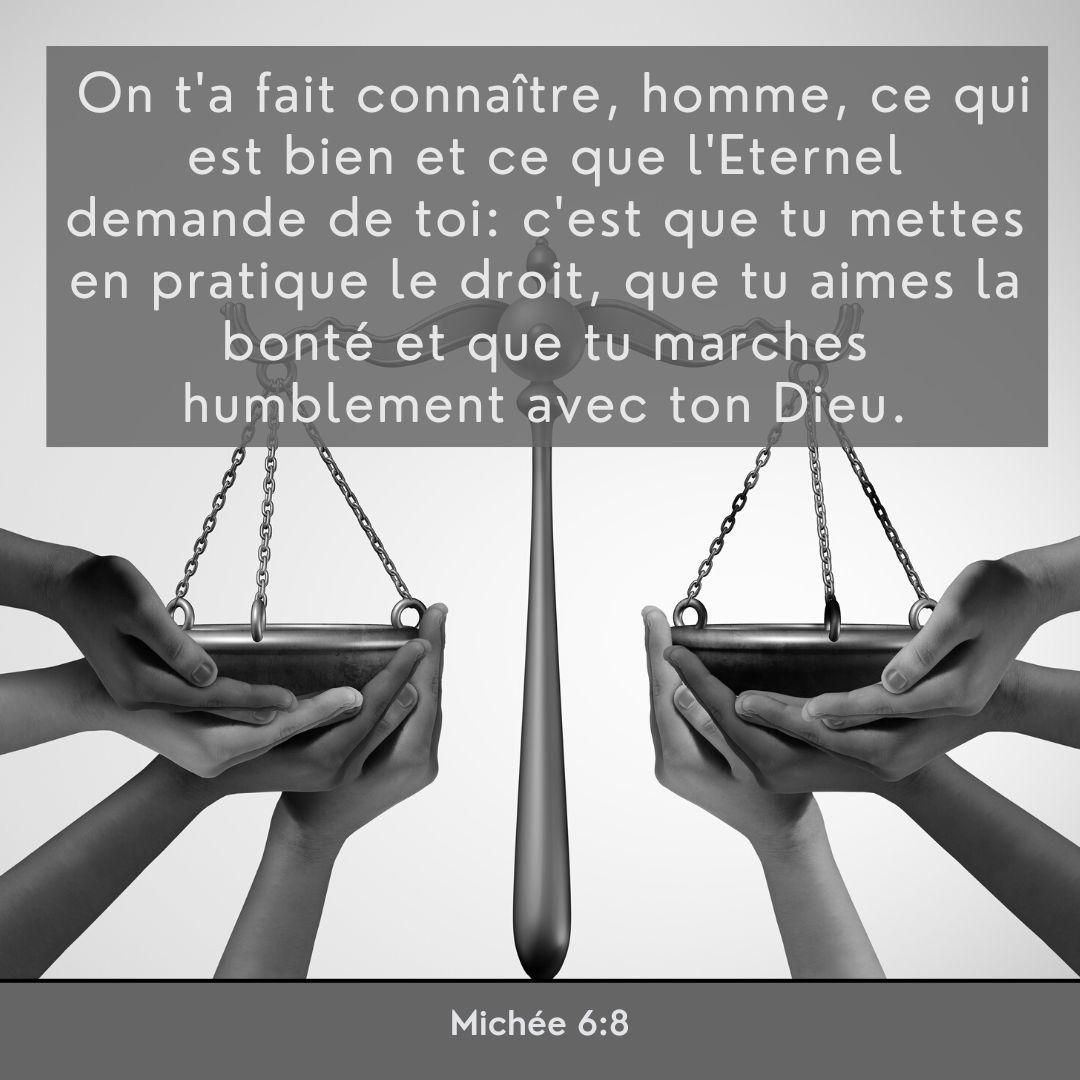 On t'a fait connaître, homme, ce qui
est bien et ce que l'Eternel
demande de toi: c'est que tu mettes
en pratique le droit, que tu aimes la
bonté et que tu marches
humblement avec ton Dieu.
Michée 6:8